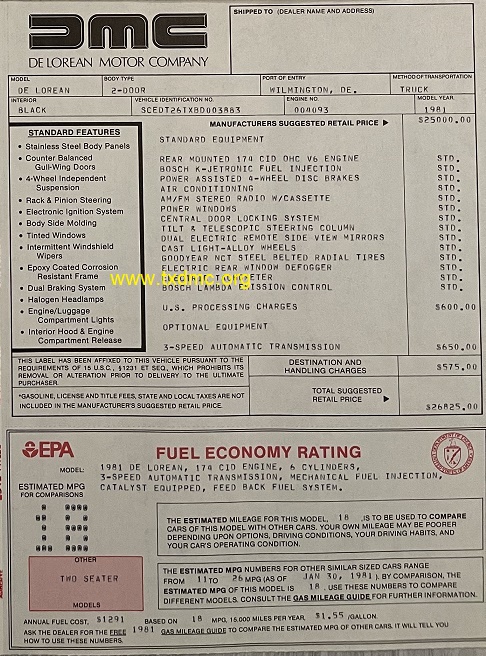 dmc
DE LOREAN MOTOR COMPANY
SHIPPED TO (DEALER NAME AND ADDRESS)
MODEL BODY TYPE PORT OF ENTRY METHOD OF TRANSPORTATION
DE LOREAN 2-DOOR WILMINGTON, DE. TRUCK
INTERIOR VEHICLE IDENTIFICATION NO. ENGINE NO. MODEL YEAR
BLACK SCEDT26TXBD003883 004093 1981
MANUFACTURERS SUGGESTED RETAIL PRICE ▶ $25000.00
STANDARD FEATURES
• Stainless Steel Body Panels
• Counter Balanced
Gull-Wing Doors
• 4-Wheel Independent
Suspension
• Rack & Pinion Steering
• Electronic Ignition System
• Body Side Molding
• Tinted Windows
• Intermittent Windshield
Wipers
• Epoxy Coated Corrosion
Resistant Frame
• Dual Braking System
• Halogen Headlamps
• Engine/Luggage
Compartment Lights
• Interior Hood & Engine
Compartment Release
STANDARD EQUIPMENT
REAR MOUNTED 174 CID OHC V6 ENGINE STD.
BOSCH K-JETRONIC FUEL INJECTION STD.
POWER ASSISTED 4-WHEEL DISC BRAKES STD.
AIR CONDITIONING STD.
AM/FM STEREO RADIO W/CASSETTE STD.
POWER WINDOWS STD.
CENTRAL DOOR LOCKING SYSTEM STD.
TILT & TELESCOPIC STEERING COLUMN STD.
DUAL ELECTRIC REMOTE SIDE VIEW MIRRORS STD.
CAST LIGHT-ALLOY WHEELS STD.
GOODYEAR NCT STEEL BELTED RADIAL TIRES STD.
ELECTRIC REAR WINDOW DEFOGGER STD.
ELECTRIC TACHOMETER STD.
BOSCH LAMBDA EMISSION CONTROL STD.
www.txdmc.org
U.S. PROCESSING CHARGES $600.00
OPTIONAL EQUIPMENT
3-SPEED AUTOMATIC TRANSMISSION $650.00
THIS LABEL HAS BEEN AFFIXED TO THIS VEHICLE PURSUANT TO THE
REQUIREMENTS OF 15 U.S.C., §1231 ET SEQ., WHICH PROHIBITS ITS
REMOVAL OR ALTERATION PRIOR TO DELIVERY TO THE ULTIMATE
PURCHASER.
*GASOLINE, LICENSE AND TITLE FEES, STATE AND LOCAL TAXES ARE NOT
INCLUDED IN THE MANUFACTURER'S SUGGESTED RETAIL PRICE.
DESTINATION AND
HANDLING CHARGES $575.00
TOTAL SUGGESTED
RETAIL PRICE ▶ $26825.00
EPA FUEL ECONOMY RATING
MODEL: 1981 DE LOREAN, 174 CID ENGINE, 6 CYLINDERS,
3-SPEED AUTOMATIC TRANSMISSION, MECHANICAL FUEL INJECTION,
CATALYST EQUIPPED, FEED BACK FUEL SYSTEM.
ESTIMATED MPG
FOR COMPARISONS
18
THE ESTIMATED MILEAGE FOR THIS MODEL, 18 , IS TO BE USED TO COMPARE
CARS OF THIS MODEL WITH OTHER CARS. YOUR OWN MILEAGE MAY BE POORER
DEPENDING UPON OPTIONS, DRIVING CONDITIONS, YOUR DRIVING HABITS, AND
YOUR CAR'S OPERATING CONDITION.
OTHER
TWO SEATER
MODELS
THE ESTIMATED MPG NUMBERS FOR OTHER SIMILAR SIZED CARS RANGE
FROM 11 TO 26 MPG (AS OF JAN 30, 1981). BY COMPARISON, THE
ESTIMATED MPG OF THIS MODEL IS 18 . USE THESE NUMBERS TO COMPARE
DIFFERENT MODELS. CONSULT THE GAS MILEAGE GUIDE FOR FURTHER INFORMATION.
ANNUAL FUEL COST, $1291 BASED ON 18 MPG, 15,000 MILES PER YEAR, $1.55 /GALLON.
ASK THE DEALER FOR THE FREE 1981 GAS MILEAGE GUIDE TO COMPARE THE ESTIMATED MPG OF OTHER CARS. IT WILL TELL YOU
HOW TO USE THESE NUMBERS.